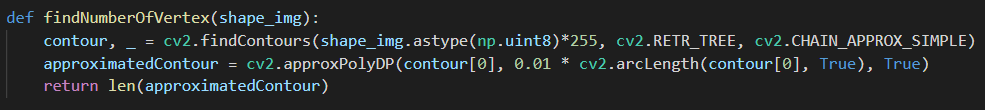 def findNumberOfVertex(shape_img):
    contour, _ = cv2.findContours(shape_img.astype(np.uint8)*255, cv2.RETR_TREE, cv2.CHAIN_APPROX_SIMPLE)
    approximatedContour = cv2.approxPolyDP(contour[0], 0.01 * cv2.arcLength(contour[0], True), True)
    return len(approximatedContour)